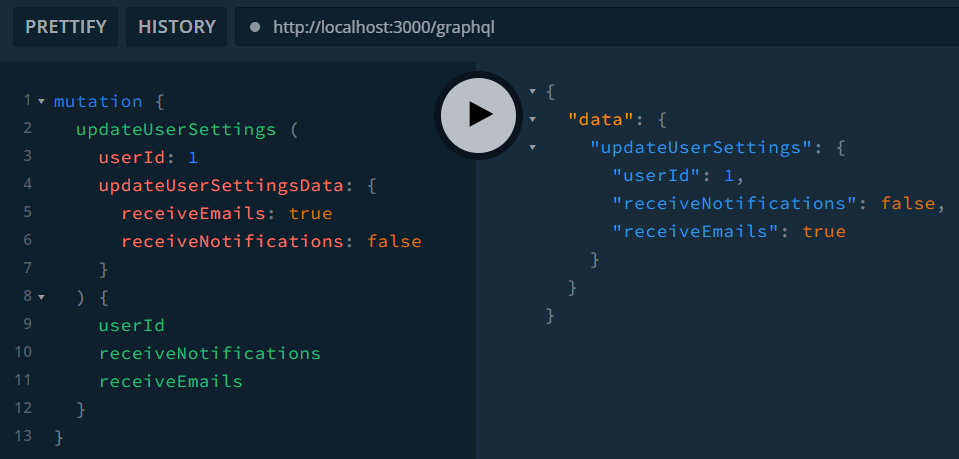 PRETTIFY HISTORY http://localhost:3000/graphql
1 mutation {
2 updateUserSettings (
3 userId: 1
4 updateUserSettingsData: {
5 receiveEmails: true
6 receiveNotifications: false
7 }
8 ) {
9 userId
10 receiveNotifications
11 receiveEmails
12 }
13 }
{
"data": {
"updateUserSettings": {
"userId": 1,
"receiveNotifications": false,
"receiveEmails": true
}
}
}